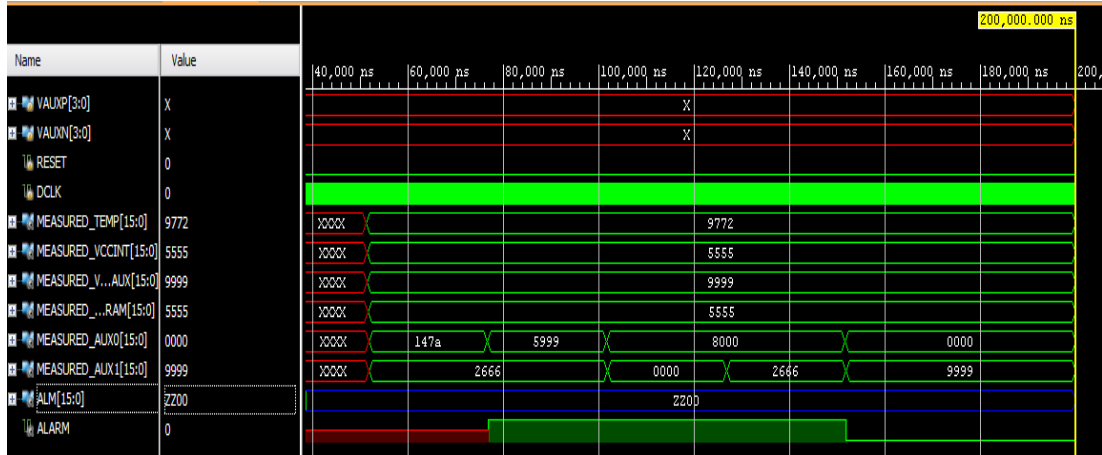 200,000.000 ns
Name Value
40,000 ns 60,000 ns 80,000 ns 100,000 ns 120,000 ns 140,000 ns 160,000 ns 180,000 ns 200,
VAUXP[3:0] X X
VAUXN[3:0] X X
RESET 0
DCLK 0
MEASURED_TEMP[15:0] 9772 XXXX 9772
MEASURED_VCCINT[15:0] 5555 XXXX 5555
MEASURED_V...AUX[15:0] 9999 XXXX 9999
MEASURED_...RAM[15:0] 5555 XXXX 5555
MEASURED_AUX0[15:0] 0000 XXXX 147a 5999 8000 0000
MEASURED_AUX1[15:0] 9999 XXXX 2666 0000 2666 9999
ALM[15:0] ZZ00 ZZ00
ALARM 0